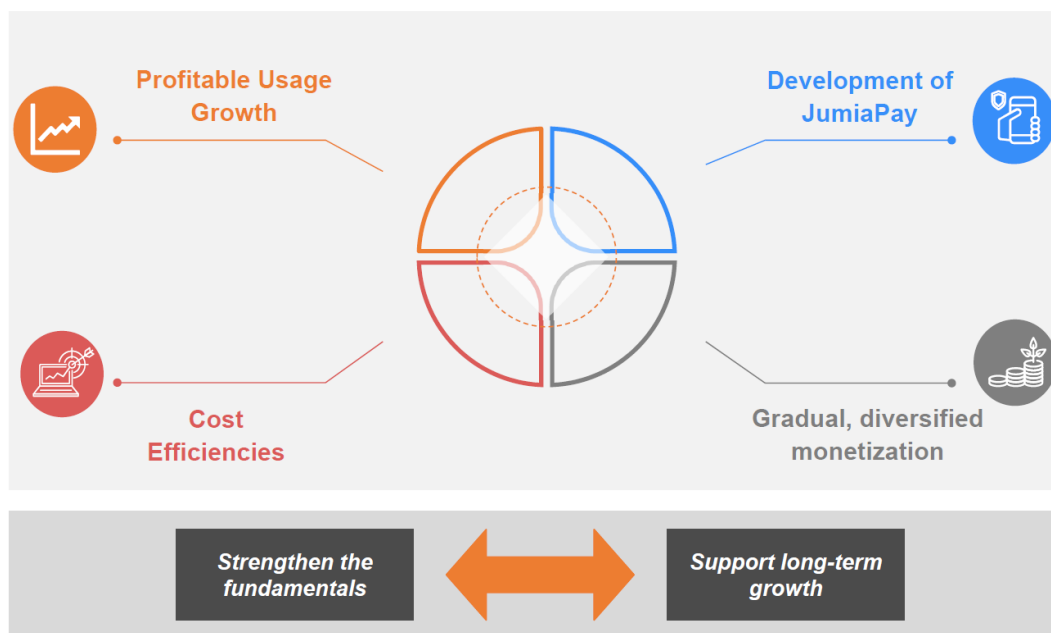 Profitable Usage
Growth
Development of
JumiaPay
Cost
Efficiencies
Gradual, diversified
monetization
Strengthen the
fundamentals
Support long-term
growth